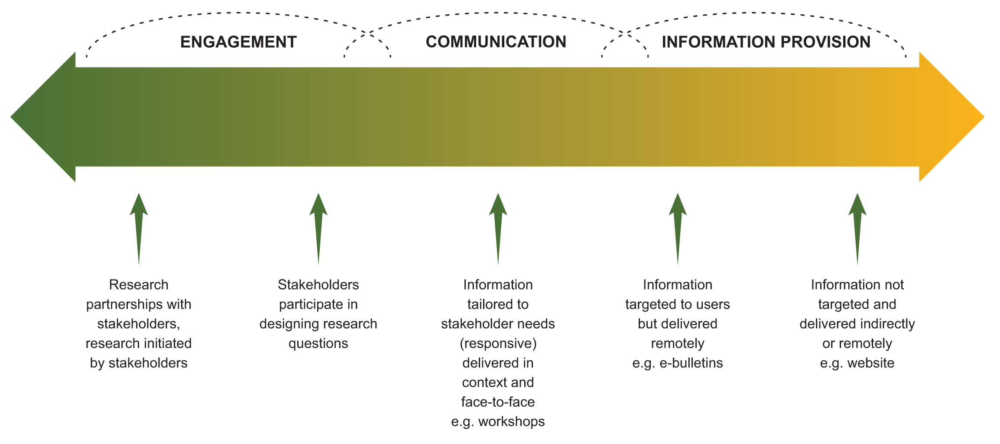 ENGAGEMENT
COMMUNICATION
INFORMATION PROVISION
Research
partnerships with
stakeholders,
research initiated
by stakeholders
Stakeholders
participate in
designing research
questions
Information
tailored to
stakeholder needs
(responsive)
delivered in
context and
face-to-face
e.g. workshops
Information
targeted to users
but delivered
remotely
e.g. e-bulletins
Information not
targeted and
delivered indirectly
or remotely
e.g. website